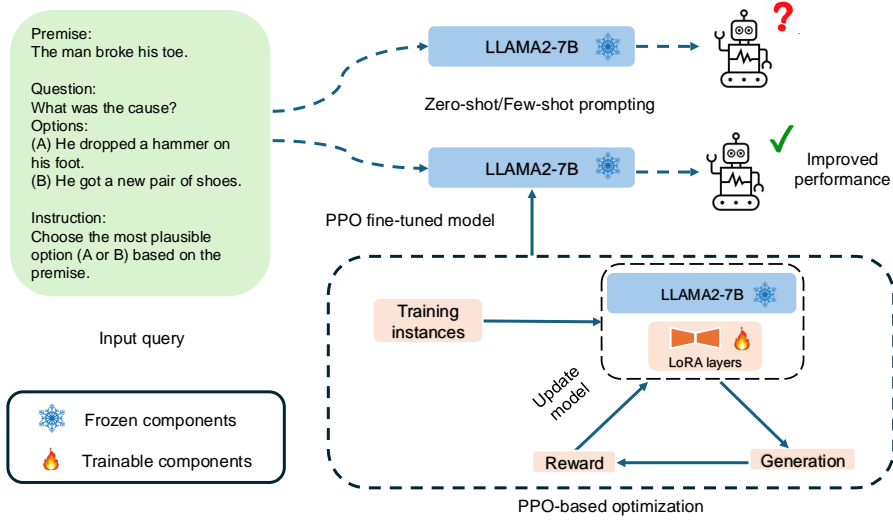 Premise:
The man broke his toe.
Question:
What was the cause?
Options:
(A) He dropped a hammer on
his foot.
(B) He got a new pair of shoes.
Instruction:
Choose the most plausible
option (A or B) based on the
premise.
Input query
Frozen components
Trainable components
LLAMA2-7B
?
Zero-shot/Few-shot prompting
LLAMA2-7B
Improved
performance
PPO fine-tuned model
Training
instances
LLAMA2-7B
LoRA layers
Update
model
Reward
Generation
PPO-based optimization